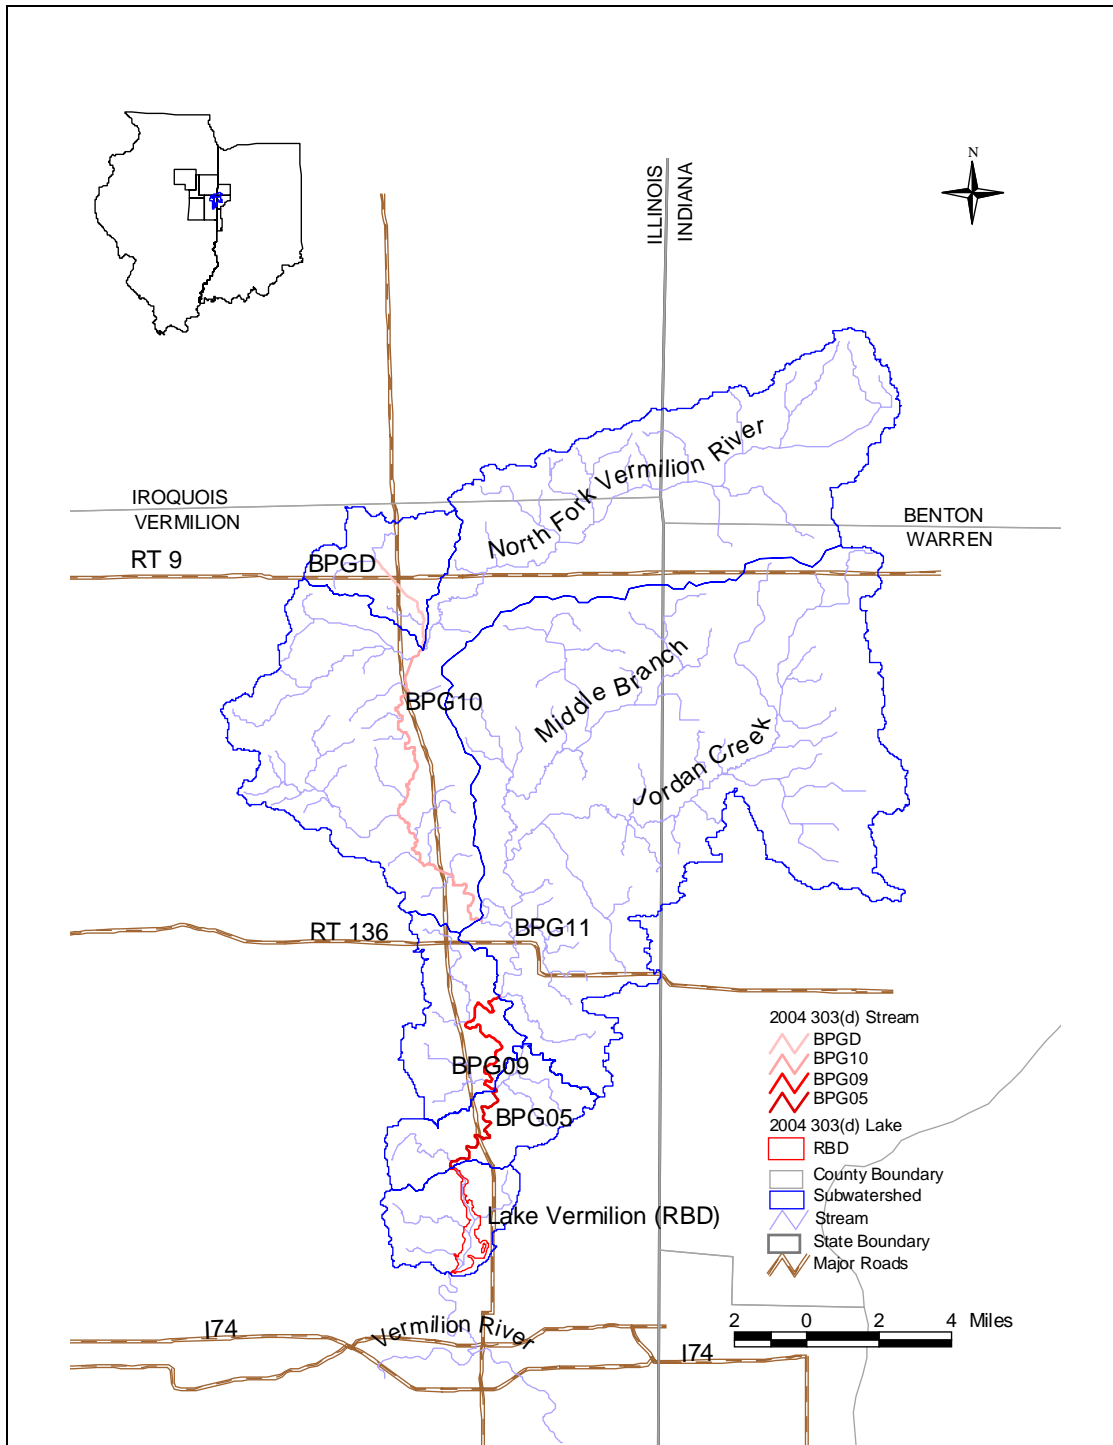 N
ILLINOIS
INDIANA
North Fork Vermilion River
IROQUOIS
VERMILION
BENTON
WARREN
RT 9
BPGD
Middle Branch
BPG10
Jordan Creek
RT 136
BPG11
2004 303(d) Stream
BPGD
BPG10
BPG09
BPG05
2004 303(d) Lake
RBD
County Boundary
Subwatershed
Stream
State Boundary
Major Roads
BPG09
BPG05
Lake Vermilion (RBD)
2 0 2 4 Miles
I74
Vermilion River
I74